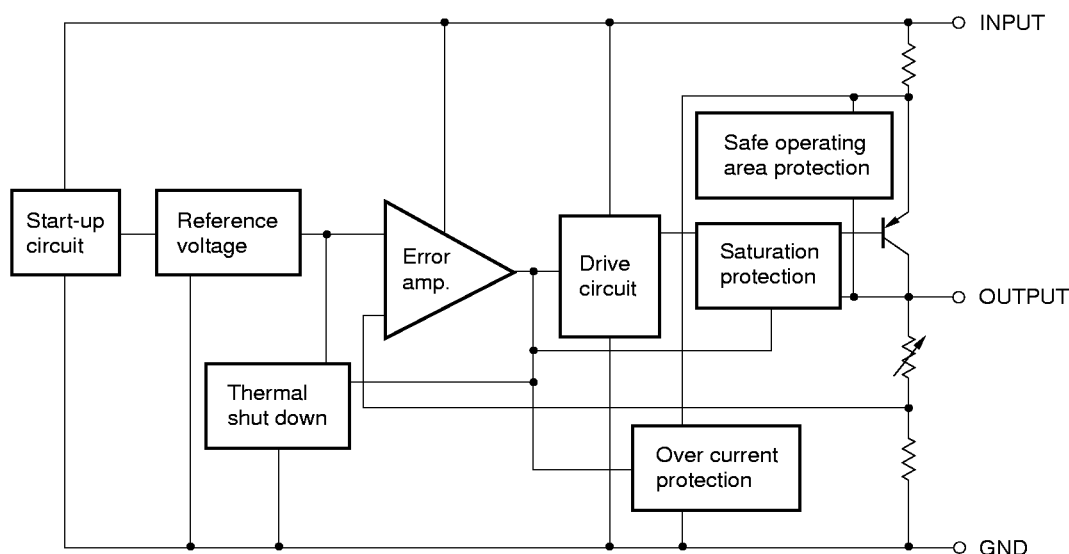 INPUT
Safe operating
area protection
Start-up
circuit
Reference
voltage
Error
amp.
Drive
circuit
Saturation
protection
OUTPUT
Thermal
shut down
Over current
protection
GND